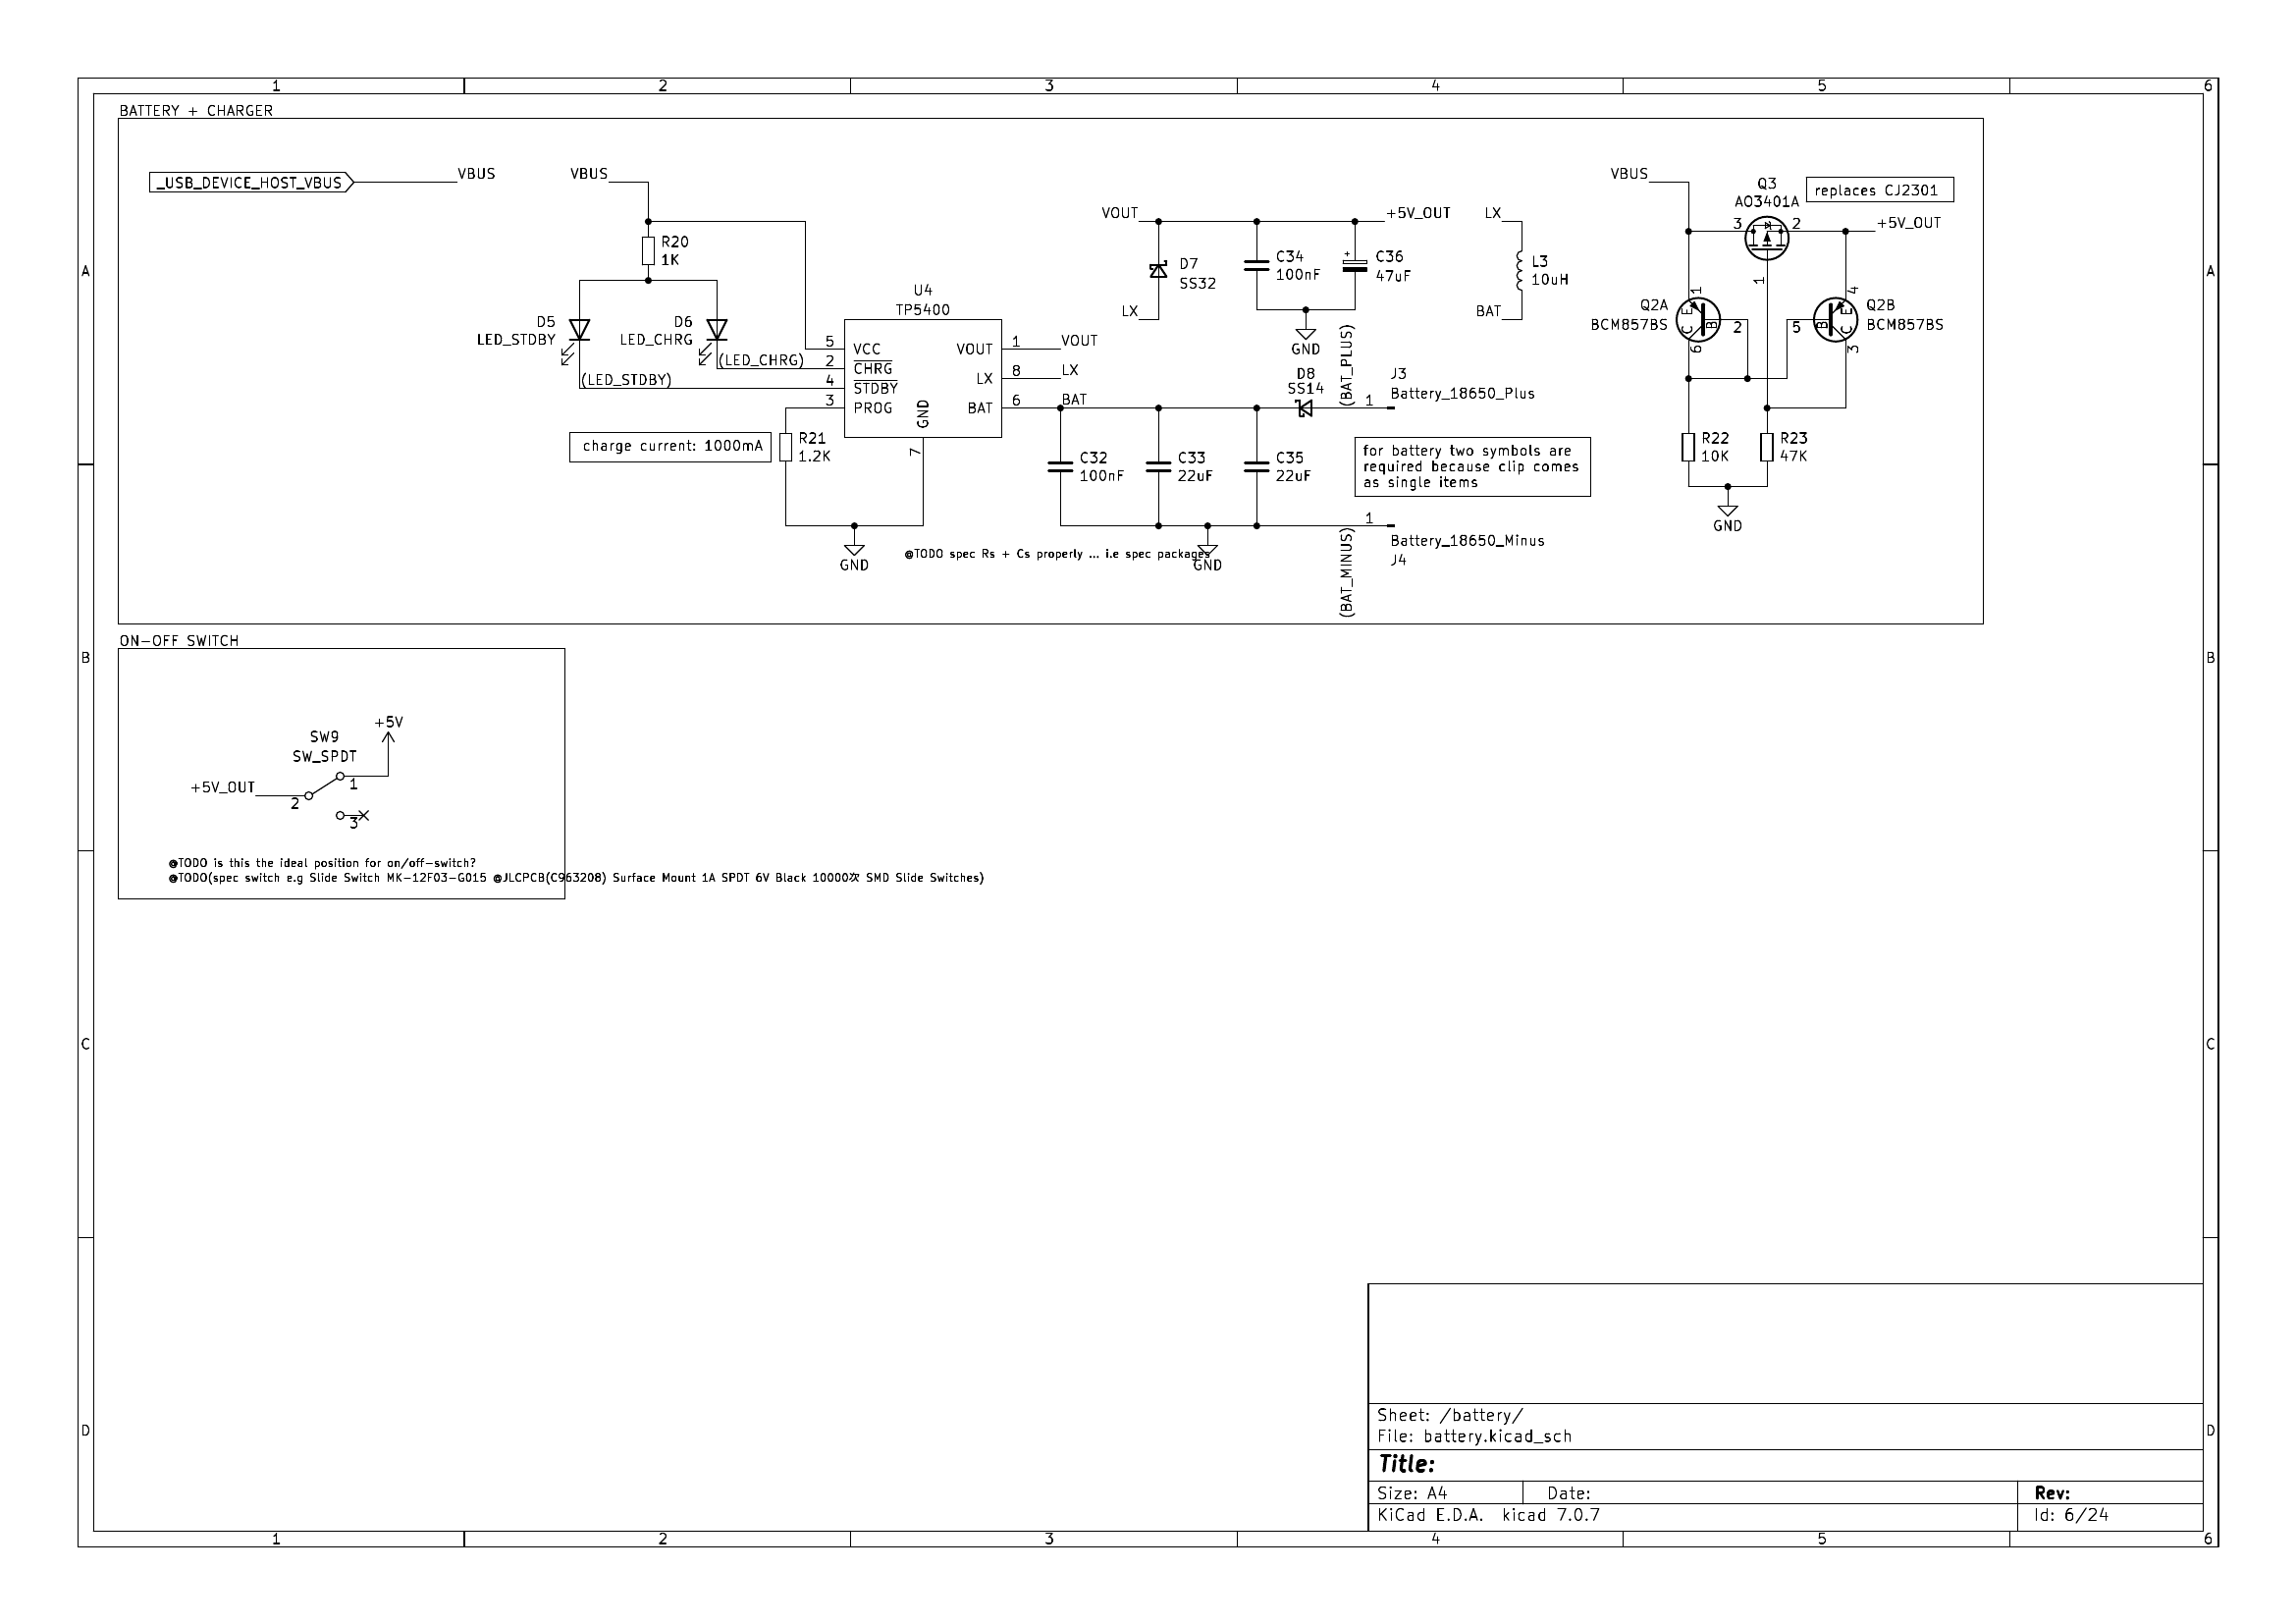 1 2 3 4 5 6
BATTERY + CHARGER
_USB_DEVICE_HOST_VBUS
VBUS
VBUS
R20
1K
D5
LED_STDBY
D6
LED_CHRG
(LED_CHRG)
(LED_STDBY)
U4
TP5400
5 VCC
2 CHRG
4 STDBY
3 PROG
GND
7
VOUT 1 VOUT
LX 8 LX
BAT 6 BAT
charge current: 1000mA
R21
1.2K
GND
VOUT
D7
SS32
LX
C34
100nF
+
C36
47uF
+5V_OUT
GND
LX
L3
10uH
BAT
C32
100nF
C33
22uF
C35
22uF
D8
SS14
(BAT_PLUS)
1
J3
Battery_18650_Plus
for battery two symbols are
required because clip comes
as single items
1
(BAT_MINUS)
Battery_18650_Minus
J4
@TODO spec Rs + Cs properly ... i.e spec packages
GND
VBUS
Q3
AO3401A
replaces CJ2301
3
2
1
+5V_OUT
Q2A
BCM857BS
1
E
C
B
2
6
Q2B
BCM857BS
4
E
C
B
5
3
R22
10K
R23
47K
GND
ON-OFF SWITCH
+5V
SW9
SW_SPDT
+5V_OUT
1
2
3
@TODO is this the ideal position for on/off-switch?
@TODO(spec switch e.g Slide Switch MK-12F03-G015 @JLCPCB(C963208) Surface Mount 1A SPDT 6V Black 10000次 SMD Slide Switches)
A
B
C
D
A
B
C
D
Sheet: /battery/
File: battery.kicad_sch
Title:
Size: A4 Date: Rev:
KiCad E.D.A. kicad 7.0.7 Id: 6/24
1 2 3 4 5 6